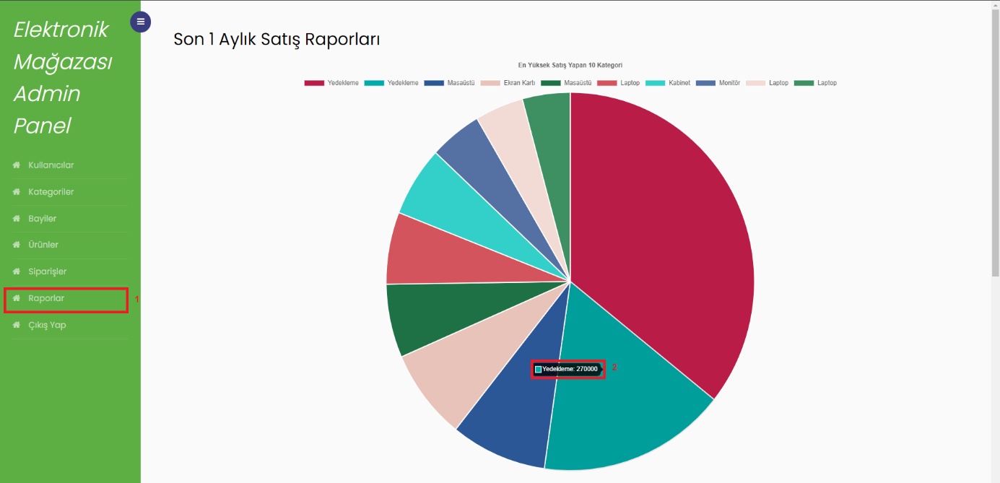 Elektronik
Mağazası
Admin
Panel
Kullanıcılar
Kategoriler
Bayiler
Ürünler
Siparişler
Raporlar 1
Çıkış Yap
Son 1 Aylık Satış Raporları
En Yüksek Satış Yapan 10 Kategori
Yedekleme Yedekleme Masaüstü Ekran Kartı Masaüstü Laptop Kabinet Monitör Laptop Laptop
Yedekleme: 270000 2